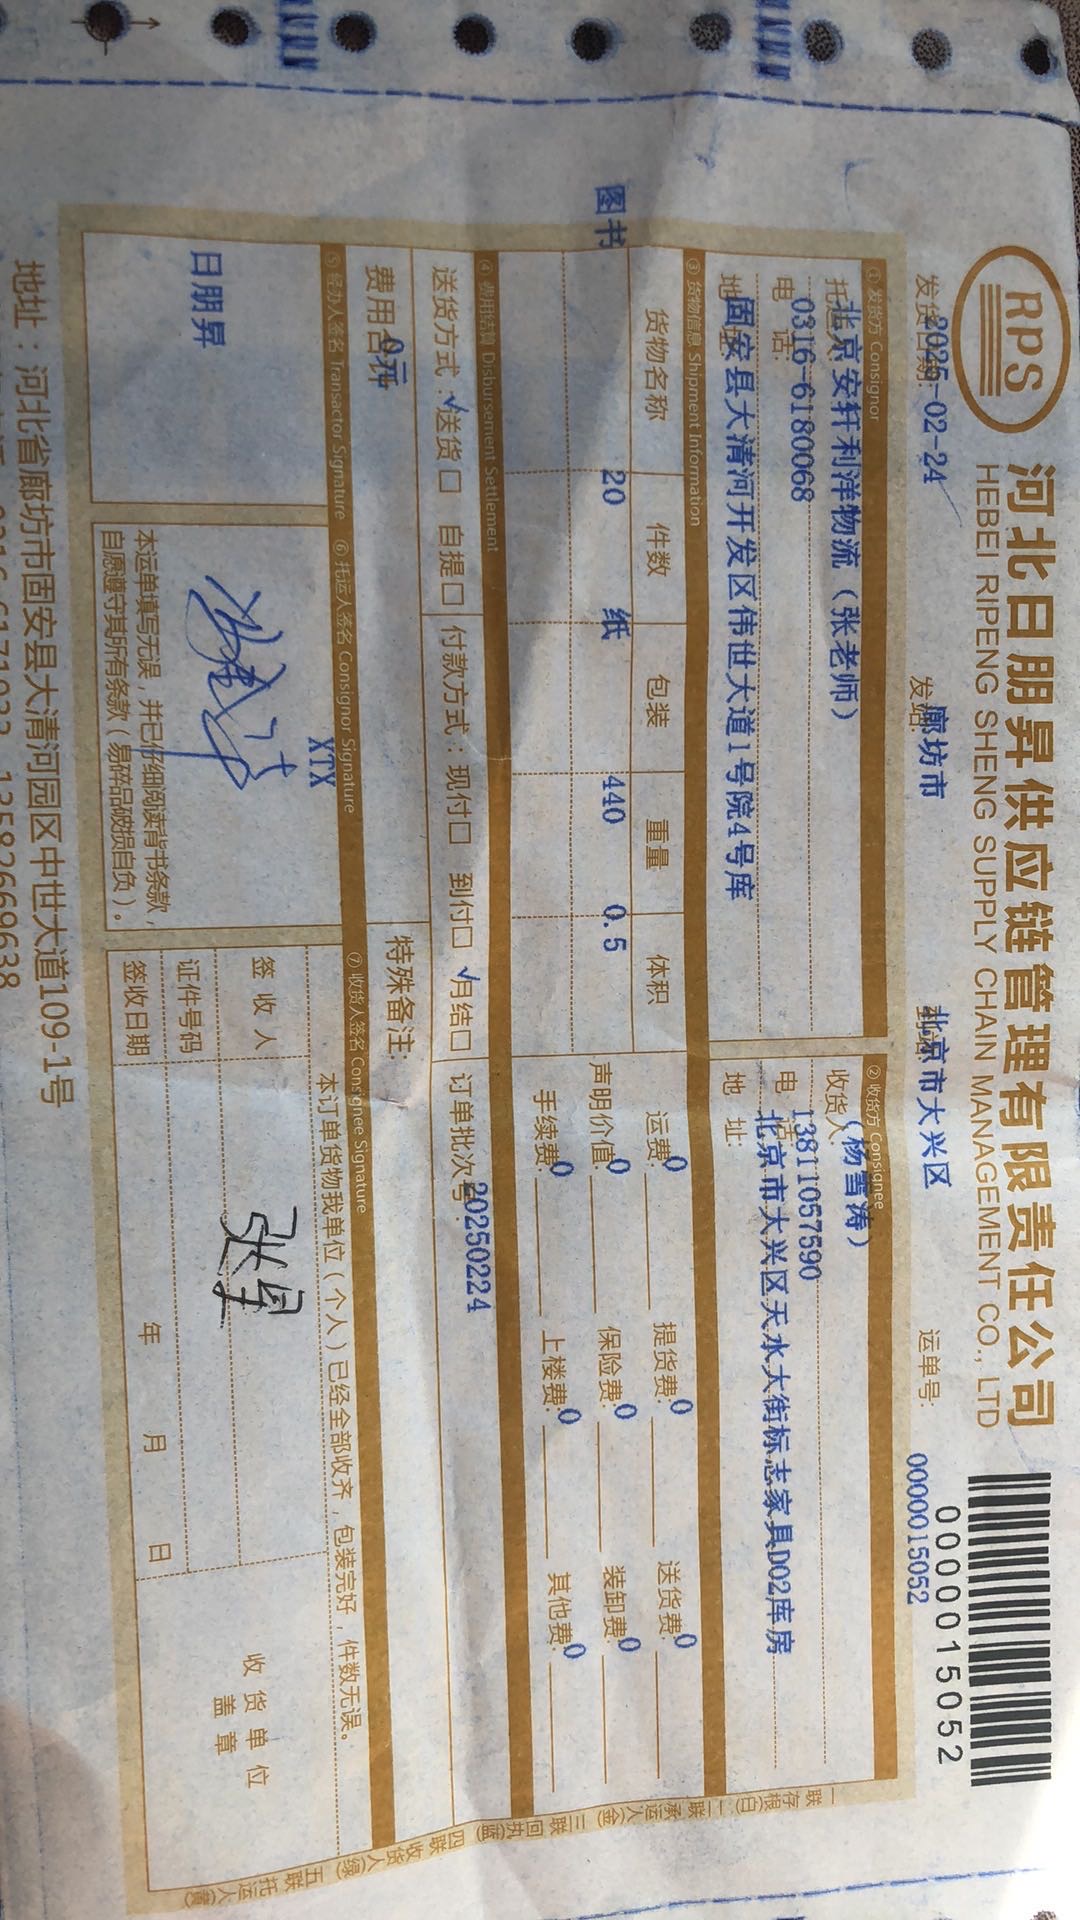 RPS
河北日朋昇供应链管理有限责任公司
HEBEI RIPENG SHENG SUPPLY CHAIN MANAGEMENT CO., LTD
000015052
发货日期: 2025-02-24 发站: 廊坊市 北京市大兴区 运单号: 0000015052
① 发货方 Consignor
北京安轩利洋物流（张老师）
电话: 0316-6180068
地址: 固安县大清河开发区伟世大道1号院4号库
② 收货方 Consignee
收货人: （杨雪涛）
电话: 13811057590
地址: 北京市大兴区天水大街标志家具D02库房
③ 货物信息 Shipment Information
货物名称 件数 包装 重量 体积
图书 20 纸 440 0.5
运费: 0 提货费: 0 送货费: 0
声明价值: 0 保险费: 0 装卸费: 0
手续费: 0 上楼费: 0 其他费: 0
④ 费用结算 Disbursement Settlement
送货方式: √送货□ 自提□ 付款方式: 现付□ 到付□ √月结□ 订单批次号: 20250224
费用合计: 0元 特殊备注:
⑤ 经办人签名 Transactor Signature
日朋昇
⑥ 托运人签名 Consignor Signature
XTX
本运单填写无误，并已仔细阅读背书条款，
自愿遵守其所有条款（易碎品破损自负）。
⑦ 收货人签名 Consignee Signature
本订单货物我单位（个人）已经全部收齐，包装完好，件数无误。
签收人 张军
证件号码
签收日期 年 月 日
收货单位
盖章
一联存根(白) 二联承运人(金) 三联回执(蓝) 四联收货人(绿) 五联托运人(黄)
地址：河北省廊坊市固安县大清河园区中世大道109-1号